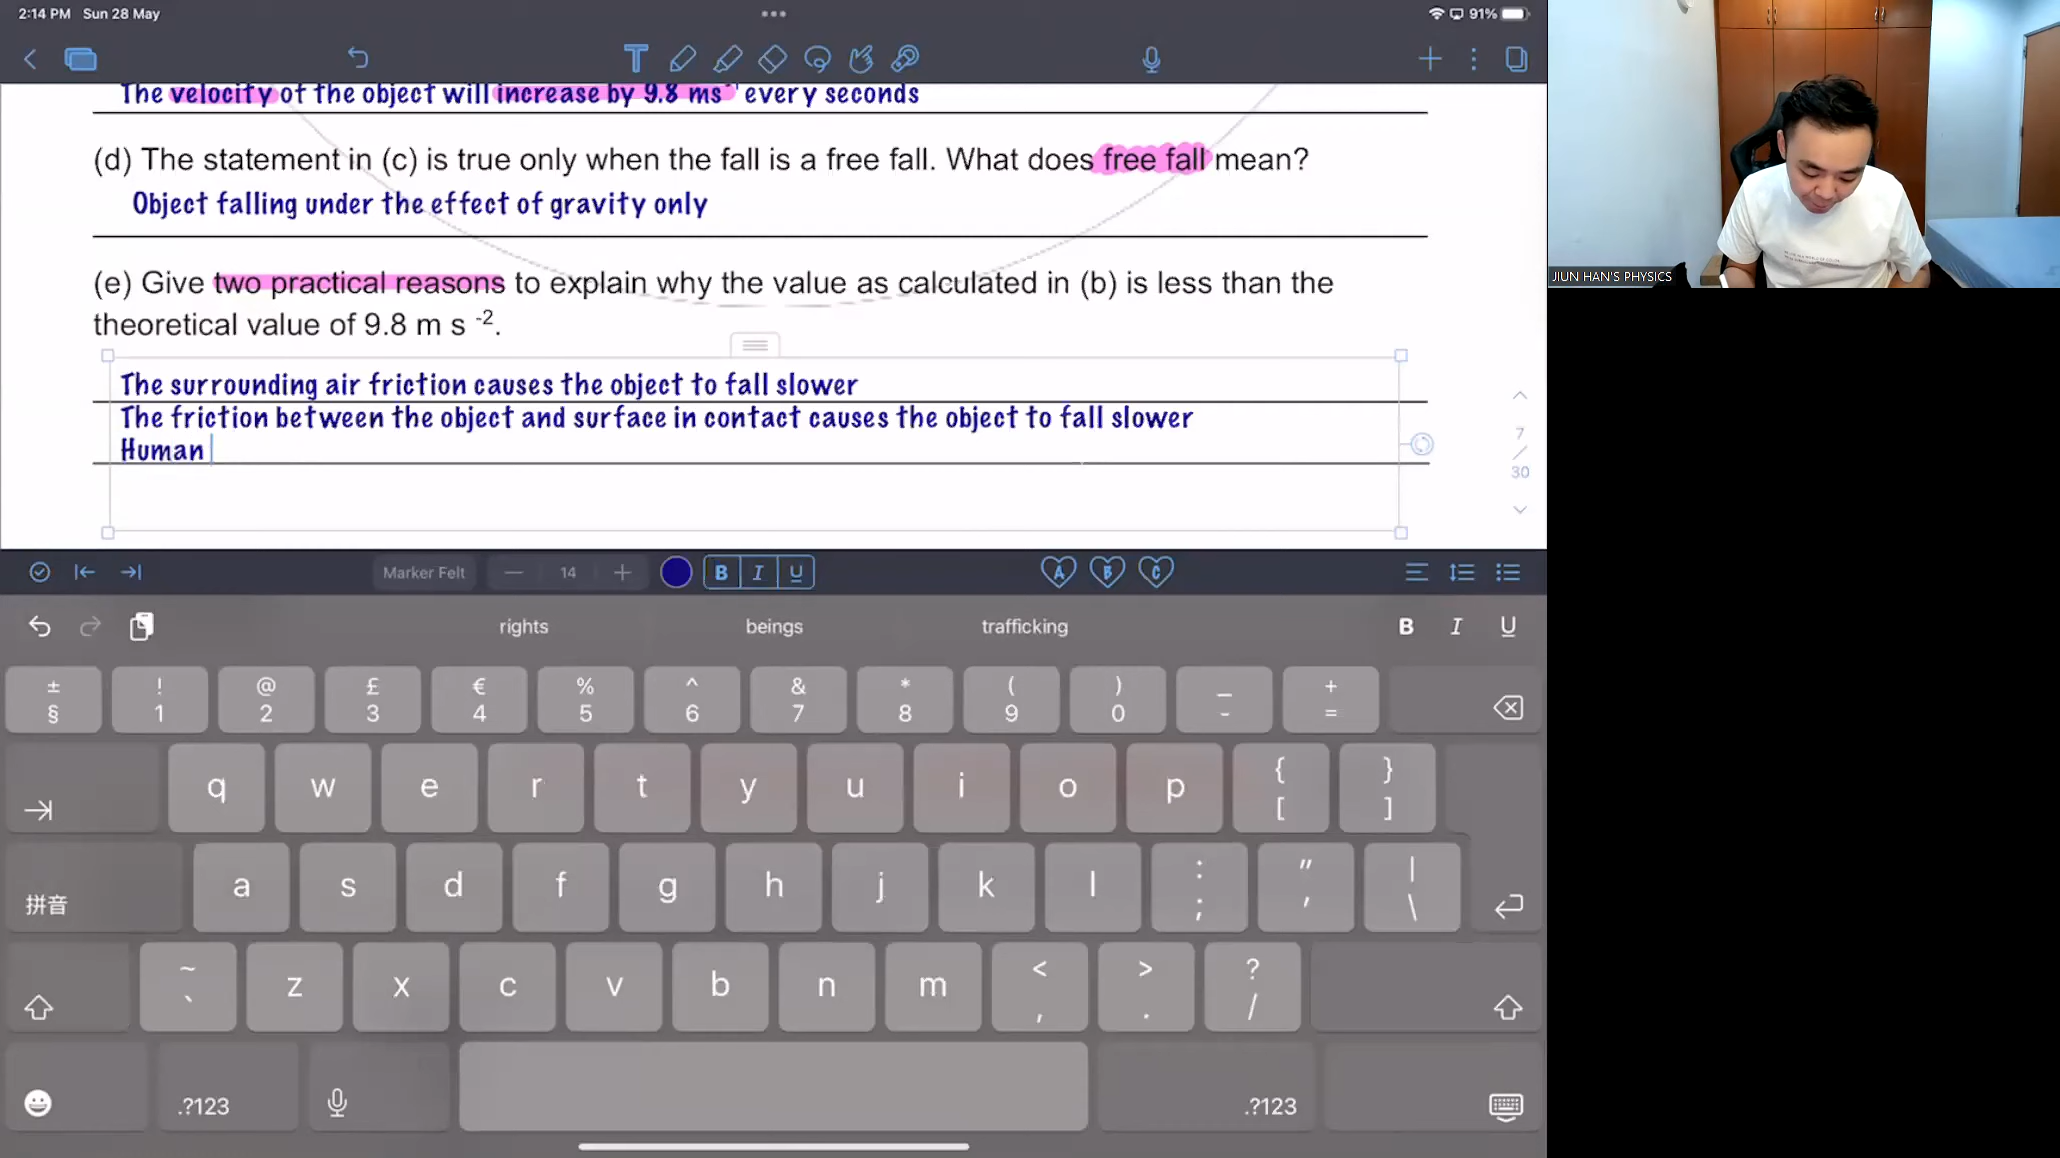 2:14 PM Sun 28 May
91%
The velocity of the object will increase by 9.8 ms⁻¹ every seconds
(d) The statement in (c) is true only when the fall is a free fall. What does free fall mean?
Object falling under the effect of gravity only
(e) Give two practical reasons to explain why the value as calculated in (b) is less than the
theoretical value of 9.8 m s -2.
The surrounding air friction causes the object to fall slower
The friction between the object and surface in contact causes the object to fall slower
Human
7
/
30
JIUN HAN'S PHYSICS
Marker Felt
— 14 +
B I U
A B C
rights beings trafficking
B I U
± ! @ £ € % ^ & * ( ) _ +
§ 1 2 3 4 5 6 7 8 9 0 - =
q w e r t y u i o p { [ } ]
拼音 a s d f g h j k l : ; " ' | \
~ ` z x c v b n m < , > . ? /
.?123 .?123